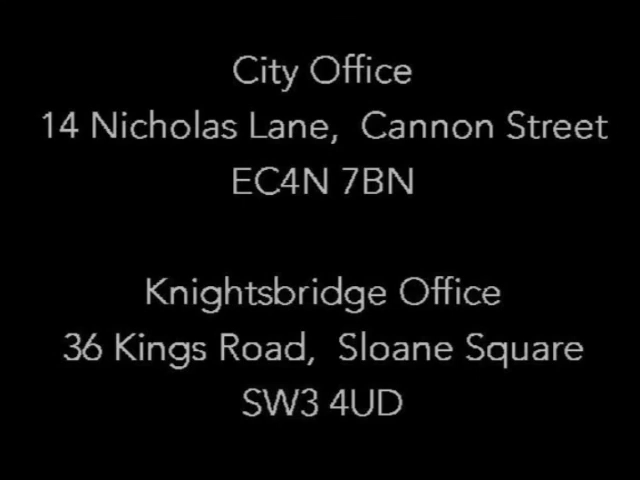 City Office
14 Nicholas Lane, Cannon Street
EC4N 7BN
Knightsbridge Office
36 Kings Road, Sloane Square
SW3 4UD